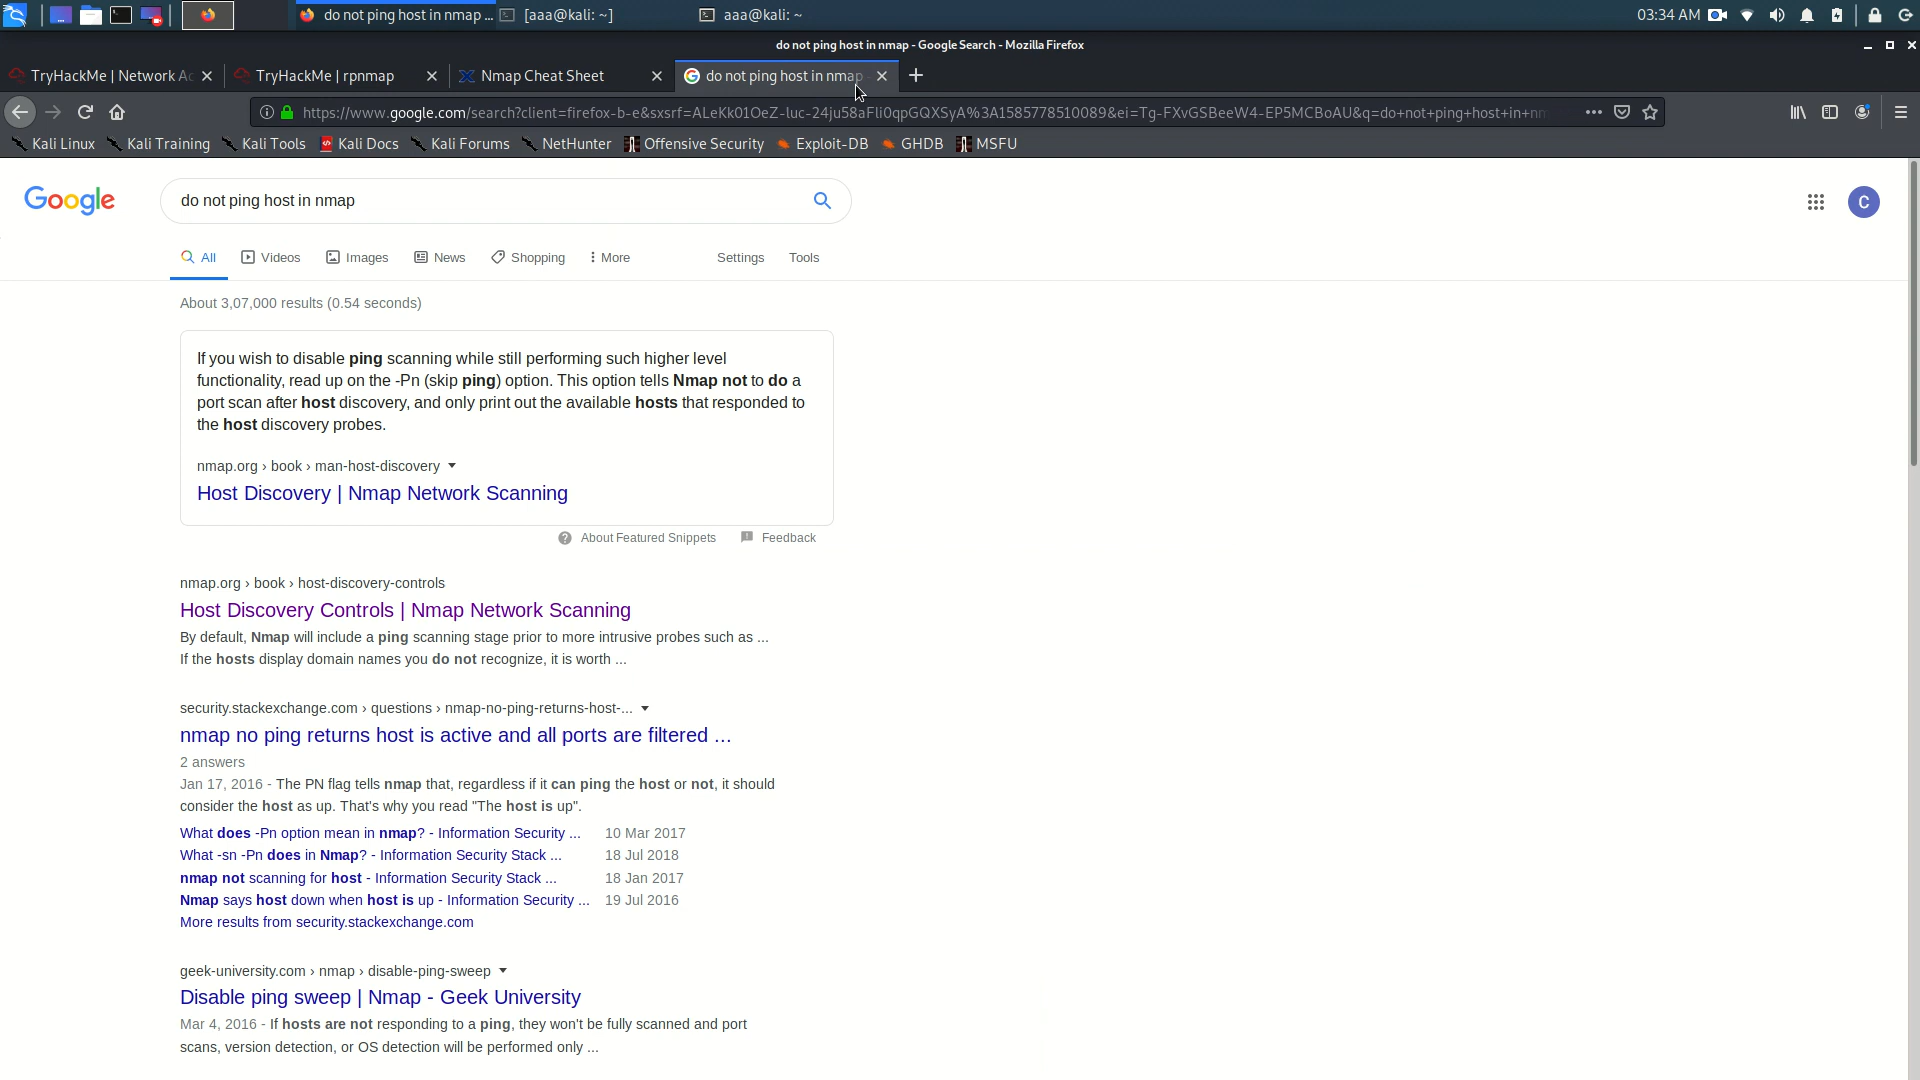 do not ping host in nmap ...
[aaa@kali: ~]
aaa@kali: ~
03:34 AM
do not ping host in nmap - Google Search - Mozilla Firefox
TryHackMe | Network Ac
TryHackMe | rpnmap
Nmap Cheat Sheet
do not ping host in nmap
https://www.google.com/search?client=firefox-b-e&sxsrf=ALeKk01OeZ-luc-24ju58aFli0qpGQXSyA%3A1585778510089&ei=Tg-FXvGSBeeW4-EP5MCBoAU&q=do+not+ping+host+in+nm
Kali Linux
Kali Training
Kali Tools
Kali Docs
Kali Forums
NetHunter
Offensive Security
Exploit-DB
GHDB
MSFU
Google
do not ping host in nmap
C
All
Videos
Images
News
Shopping
More
Settings
Tools
About 3,07,000 results (0.54 seconds)
If you wish to disable ping scanning while still performing such higher level
functionality, read up on the -Pn (skip ping) option. This option tells Nmap not to do a
port scan after host discovery, and only print out the available hosts that responded to
the host discovery probes.
nmap.org › book › man-host-discovery
Host Discovery | Nmap Network Scanning
About Featured Snippets
Feedback
nmap.org › book › host-discovery-controls
Host Discovery Controls | Nmap Network Scanning
By default, Nmap will include a ping scanning stage prior to more intrusive probes such as ...
If the hosts display domain names you do not recognize, it is worth ...
security.stackexchange.com › questions › nmap-no-ping-returns-host-...
nmap no ping returns host is active and all ports are filtered ...
2 answers
Jan 17, 2016 - The PN flag tells nmap that, regardless if it can ping the host or not, it should
consider the host as up. That's why you read "The host is up".
What does -Pn option mean in nmap? - Information Security ... 10 Mar 2017
What -sn -Pn does in Nmap? - Information Security Stack ... 18 Jul 2018
nmap not scanning for host - Information Security Stack ... 18 Jan 2017
Nmap says host down when host is up - Information Security ... 19 Jul 2016
More results from security.stackexchange.com
geek-university.com › nmap › disable-ping-sweep
Disable ping sweep | Nmap - Geek University
Mar 4, 2016 - If hosts are not responding to a ping, they won't be fully scanned and port
scans, version detection, or OS detection will be performed only ...